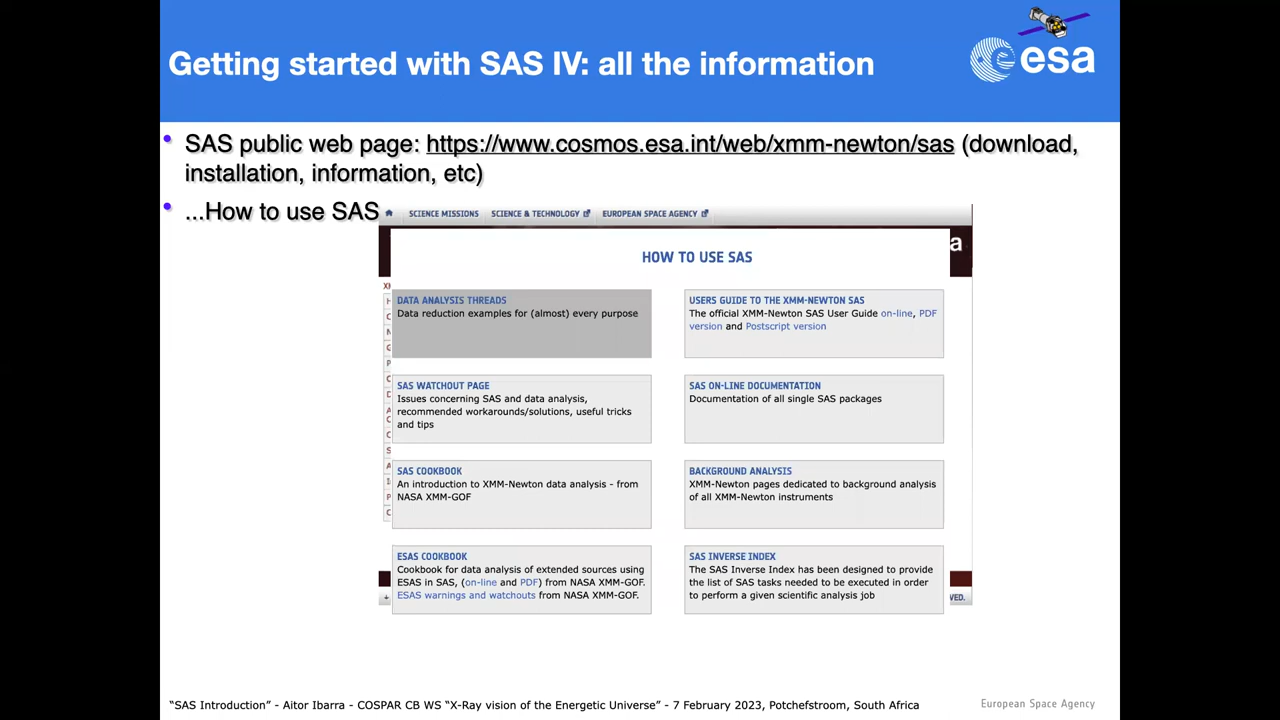 Getting started with SAS IV: all the information
esa
• SAS public web page: https://www.cosmos.esa.int/web/xmm-newton/sas (download,
installation, information, etc)
• ...How to use SAS
SCIENCE MISSIONS SCIENCE & TECHNOLOGY EUROPEAN SPACE AGENCY
a
HOW TO USE SAS
DATA ANALYSIS THREADS
Data reduction examples for (almost) every purpose
USERS GUIDE TO THE XMM-NEWTON SAS
The official XMM-Newton SAS User Guide on-line, PDF
version and Postscript version
SAS WATCHOUT PAGE
Issues concerning SAS and data analysis,
recommended workarounds/solutions, useful tricks
and tips
SAS ON-LINE DOCUMENTATION
Documentation of all single SAS packages
SAS COOKBOOK
An introduction to XMM-Newton data analysis - from
NASA XMM-GOF
BACKGROUND ANALYSIS
XMM-Newton pages dedicated to background analysis
of all XMM-Newton instruments
ESAS COOKBOOK
Cookbook for data analysis of extended sources using
ESAS in SAS, (on-line and PDF) from NASA XMM-GOF.
ESAS warnings and watchouts from NASA XMM-GOF.
SAS INVERSE INDEX
The SAS Inverse Index has been designed to provide
the list of SAS tasks needed to be executed in order
to perform a given scientific analysis job
VED.
“SAS Introduction” - Aitor Ibarra - COSPAR CB WS “X-Ray vision of the Energetic Universe” - 7 February 2023, Potchefstroom, South Africa
European Space Agency